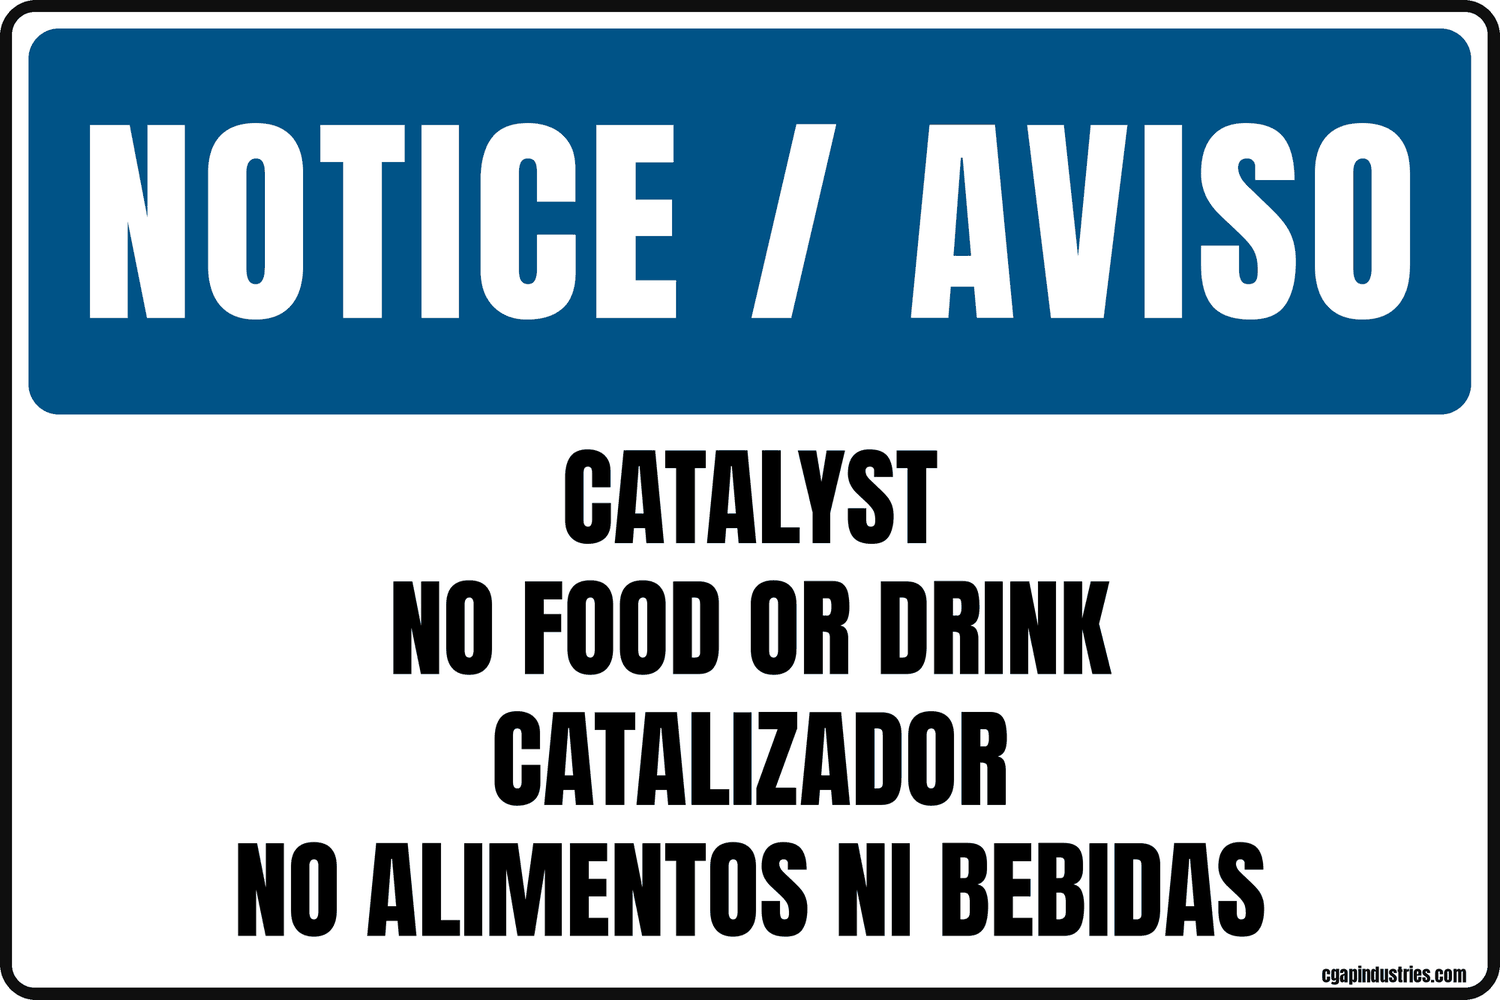 NOTICE / AVISO
CATALYST
NO FOOD OR DRINK
CATALIZADOR
NO ALIMENTOS NI BEBIDAS
cgapindustries.com